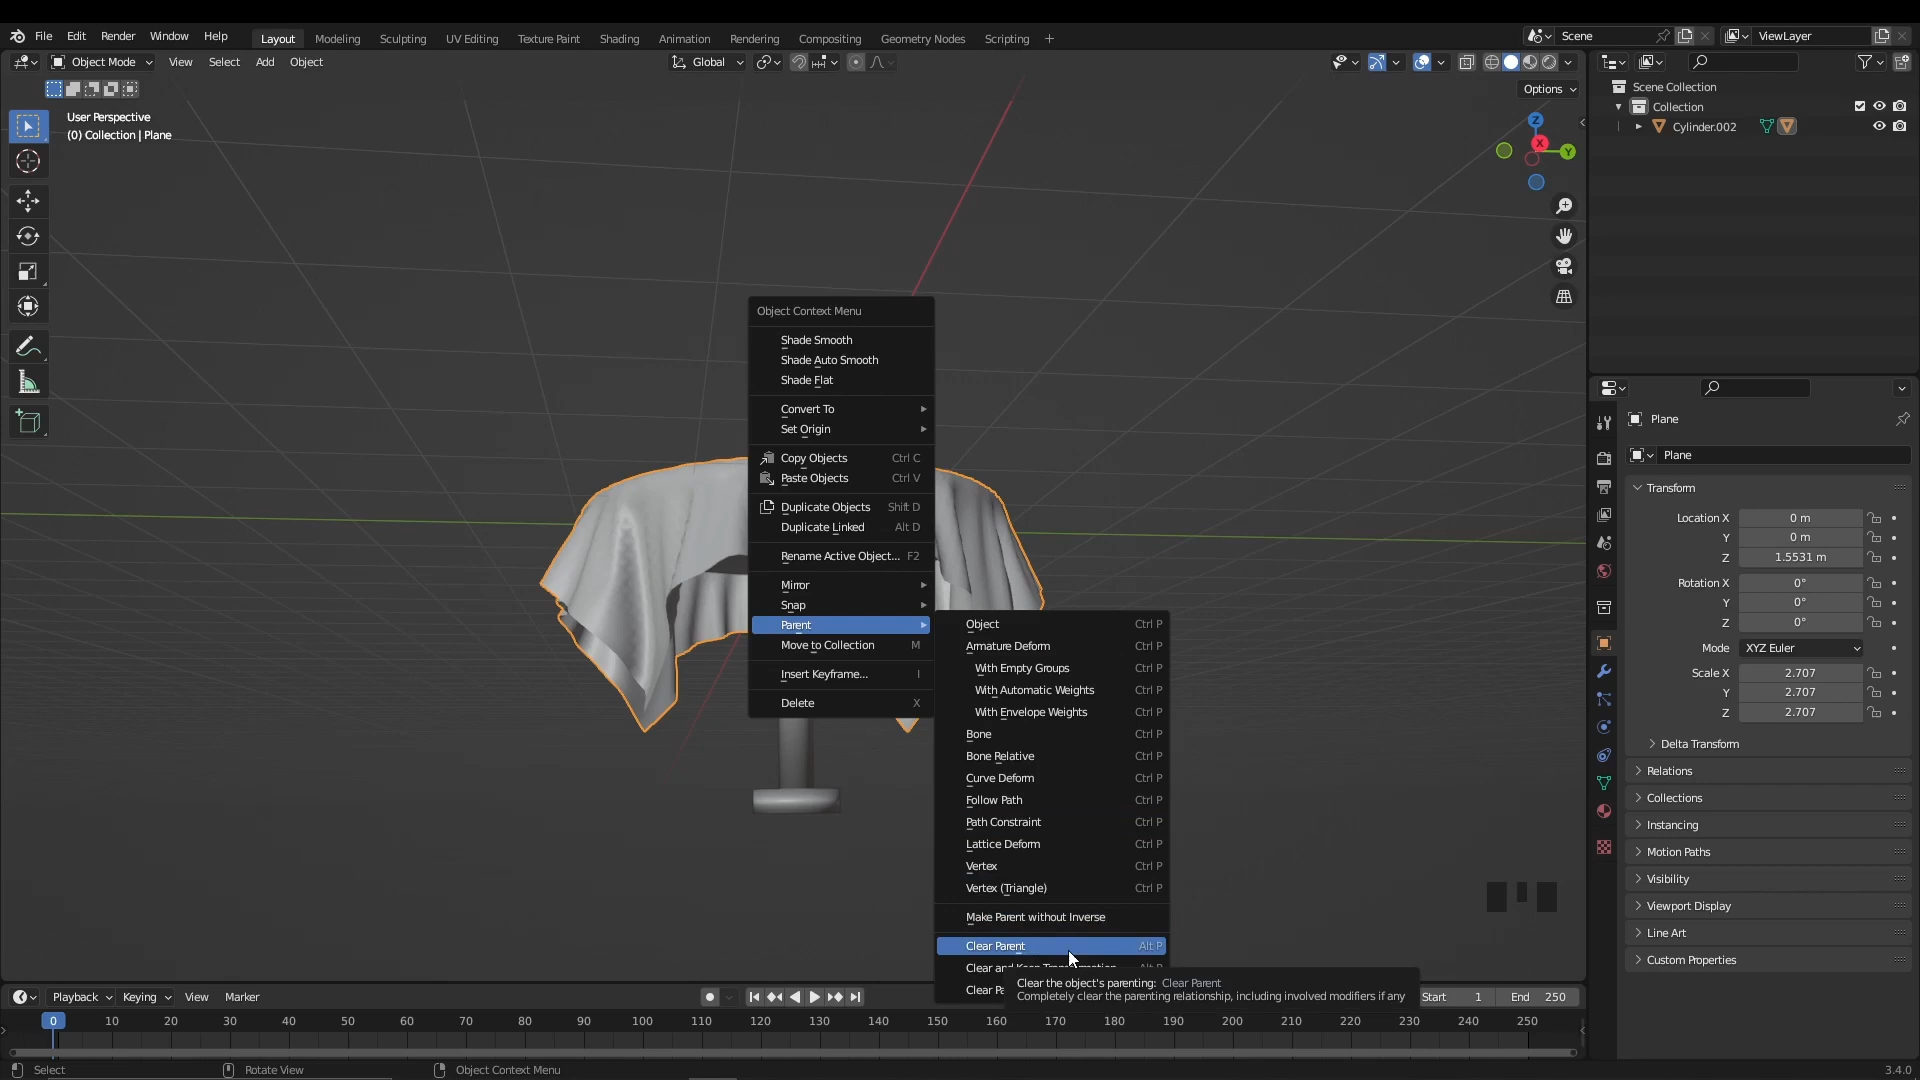 File Edit Render Window Help
Layout Modeling Sculpting UV Editing Texture Paint Shading Animation Rendering Compositing Geometry Nodes Scripting +
Scene
ViewLayer
Object Mode View Select Add Object
Global
Options
User Perspective
(0) Collection | Plane
Z
X
Y
Scene Collection
Collection
Cylinder.002
Object Context Menu
Shade Smooth
Shade Auto Smooth
Shade Flat
Convert To
Set Origin
Copy Objects Ctrl C
Paste Objects Ctrl V
Duplicate Objects Shift D
Duplicate Linked Alt D
Rename Active Object... F2
Mirror
Snap
Parent
Move to Collection M
Insert Keyframe... I
Delete X
Object Ctrl P
Armature Deform Ctrl P
With Empty Groups Ctrl P
With Automatic Weights Ctrl P
With Envelope Weights Ctrl P
Bone Ctrl P
Bone Relative Ctrl P
Curve Deform Ctrl P
Follow Path Ctrl P
Path Constraint Ctrl P
Lattice Deform Ctrl P
Vertex Ctrl P
Vertex (Triangle) Ctrl P
Make Parent without Inverse
Clear Parent Alt P
Clear and Keep Transformation Alt P
Clear Pa
Clear the object's parenting: Clear Parent
Completely clear the parenting relationship, including involved modifiers if any
Plane
Plane
Transform
Location X 0 m
Y 0 m
Z 1.5531 m
Rotation X 0°
Y 0°
Z 0°
Mode XYZ Euler
Scale X 2.707
Y 2.707
Z 2.707
Delta Transform
Relations
Collections
Instancing
Motion Paths
Visibility
Viewport Display
Line Art
Custom Properties
Playback Keying View Marker
Start 1 End 250
0 10 20 30 40 50 60 70 80 90 100 110 120 130 140 150 160 170 180 190 200 210 220 230 240 250
Select Rotate View Object Context Menu
3.4.0